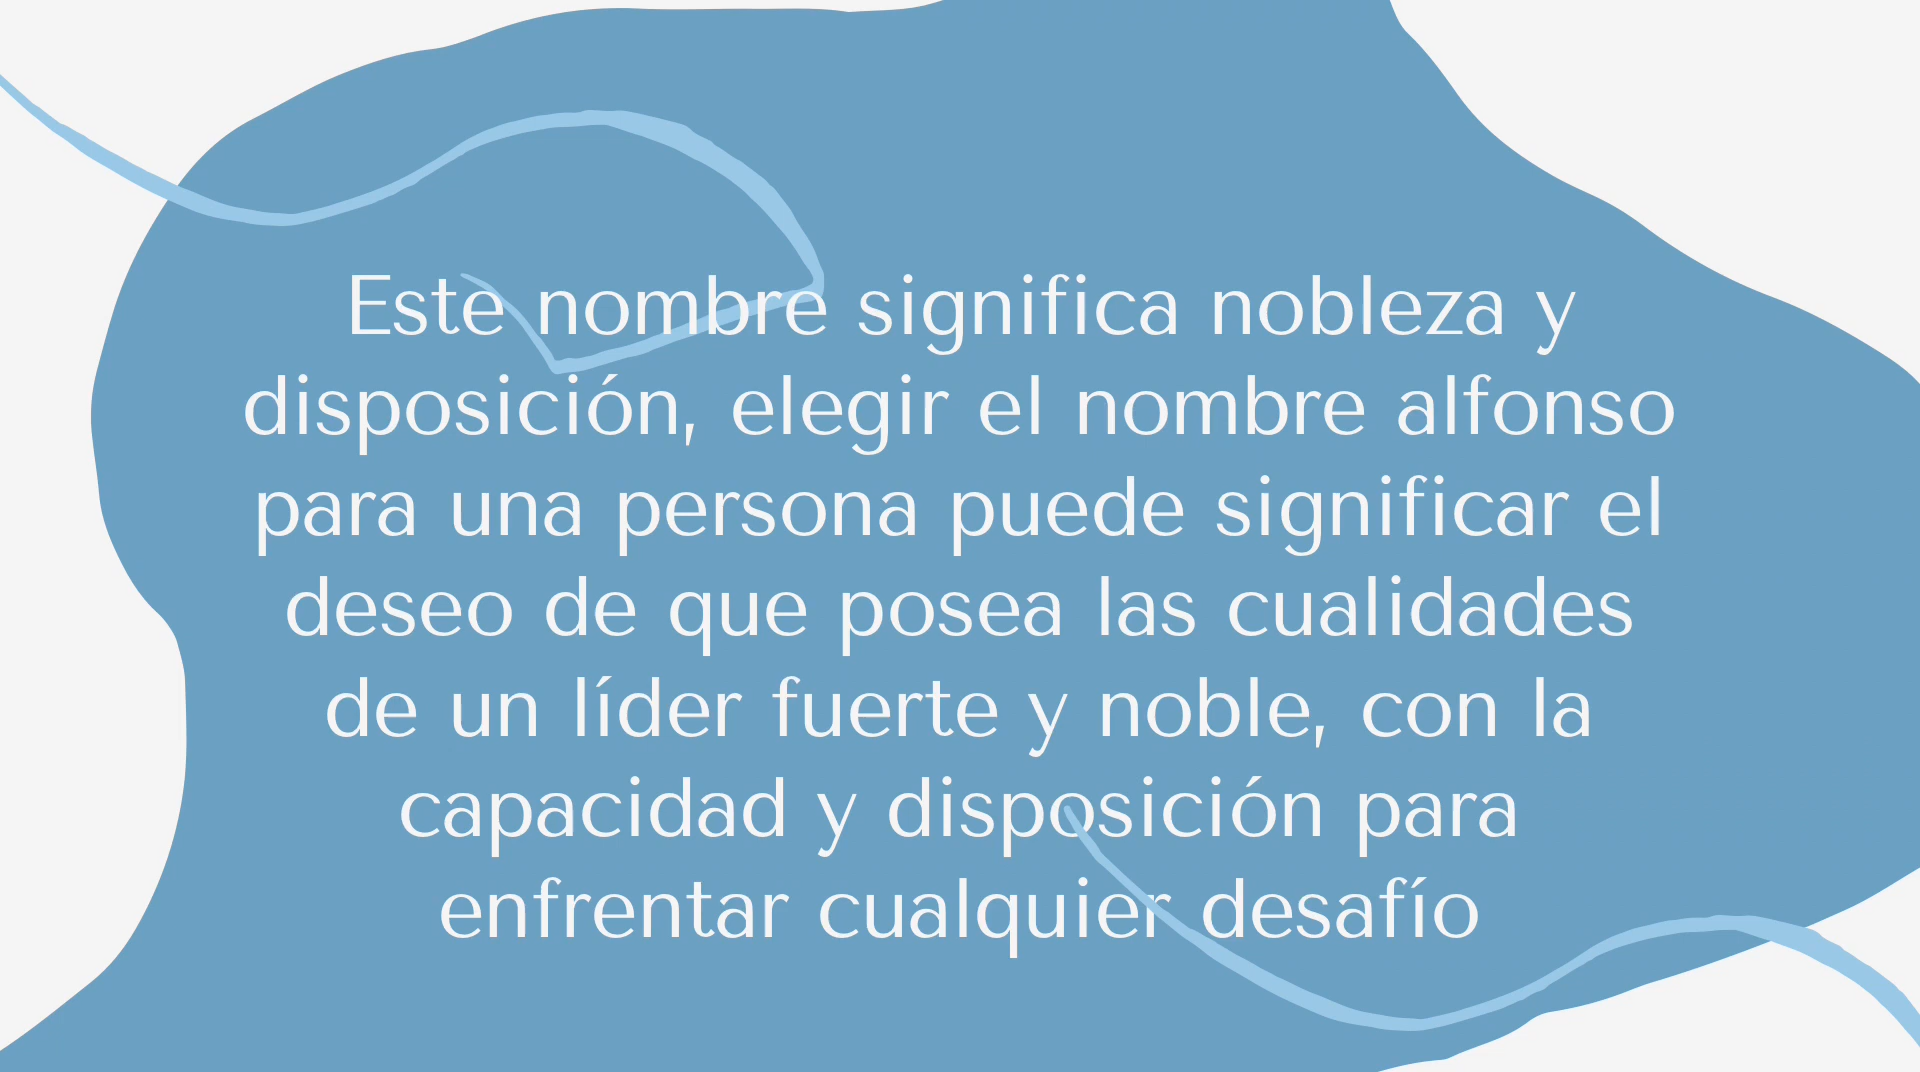 Este nombre significa nobleza y
disposición, elegir el nombre alfonso
para una persona puede significar el
deseo de que posea las cualidades
de un líder fuerte y noble, con la
capacidad y disposición para
enfrentar cualquier desafío